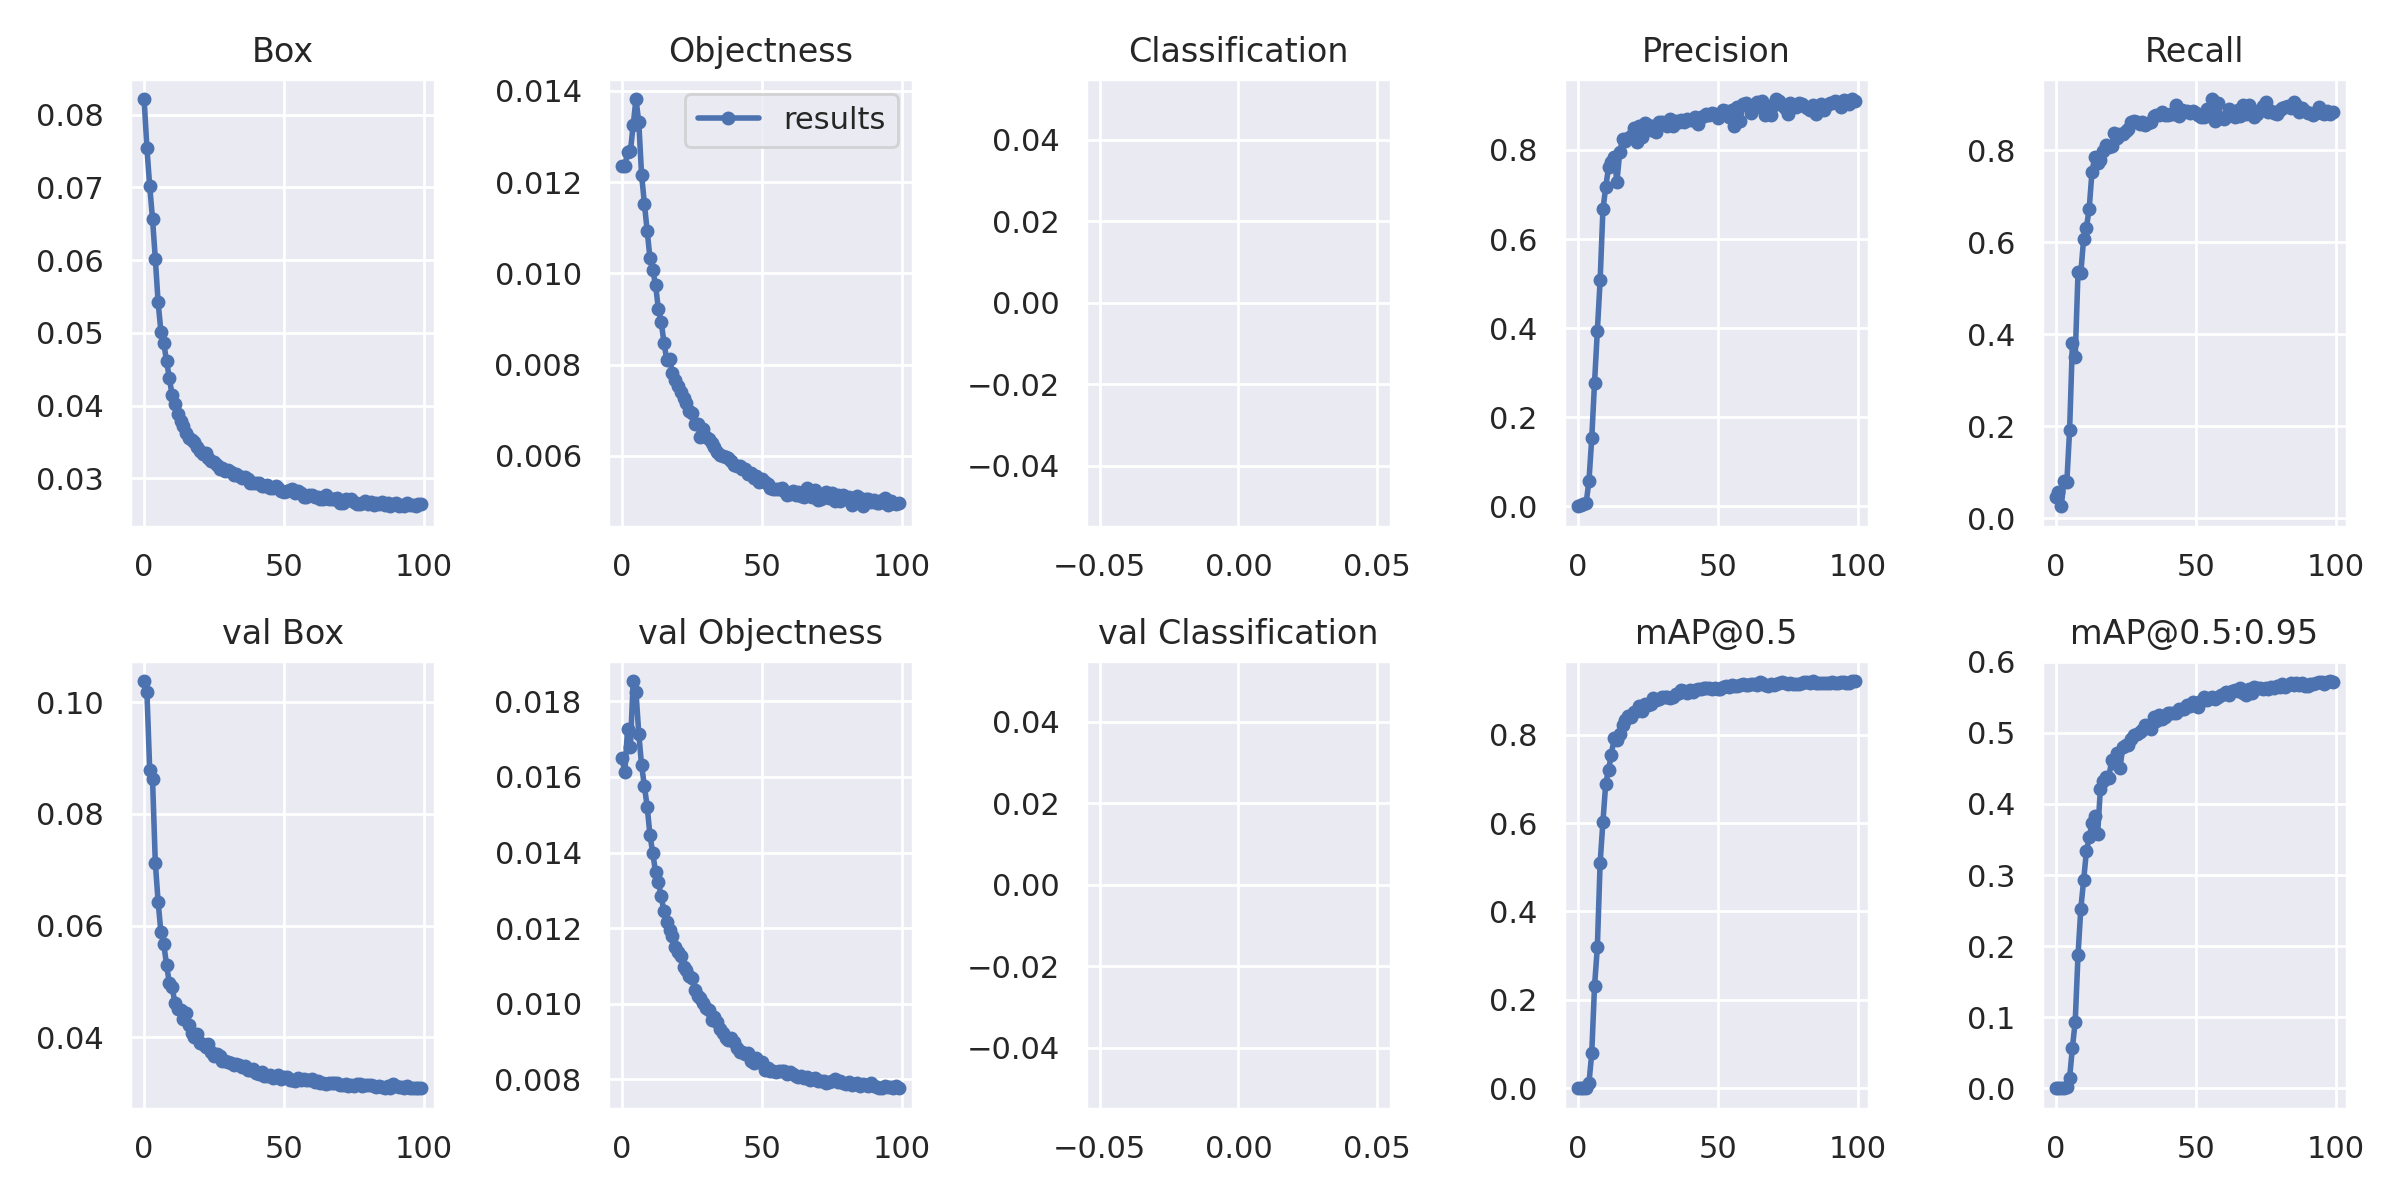 Box
Objectness
Classification
Precision
Recall
0.08
0.07
0.06
0.05
0.04
0.03
0 50 100
0.014
0.012
0.010
0.008
0.006
results
0 50 100
0.04
0.02
0.00
−0.02
−0.04
−0.05 0.00 0.05
0.8
0.6
0.4
0.2
0.0
0 50 100
0.8
0.6
0.4
0.2
0.0
0 50 100
val Box
val Objectness
val Classification
mAP@0.5
mAP@0.5:0.95
0.10
0.08
0.06
0.04
0 50 100
0.018
0.016
0.014
0.012
0.010
0.008
0 50 100
0.04
0.02
0.00
−0.02
−0.04
−0.05 0.00 0.05
0.8
0.6
0.4
0.2
0.0
0 50 100
0.6
0.5
0.4
0.3
0.2
0.1
0.0
0 50 100